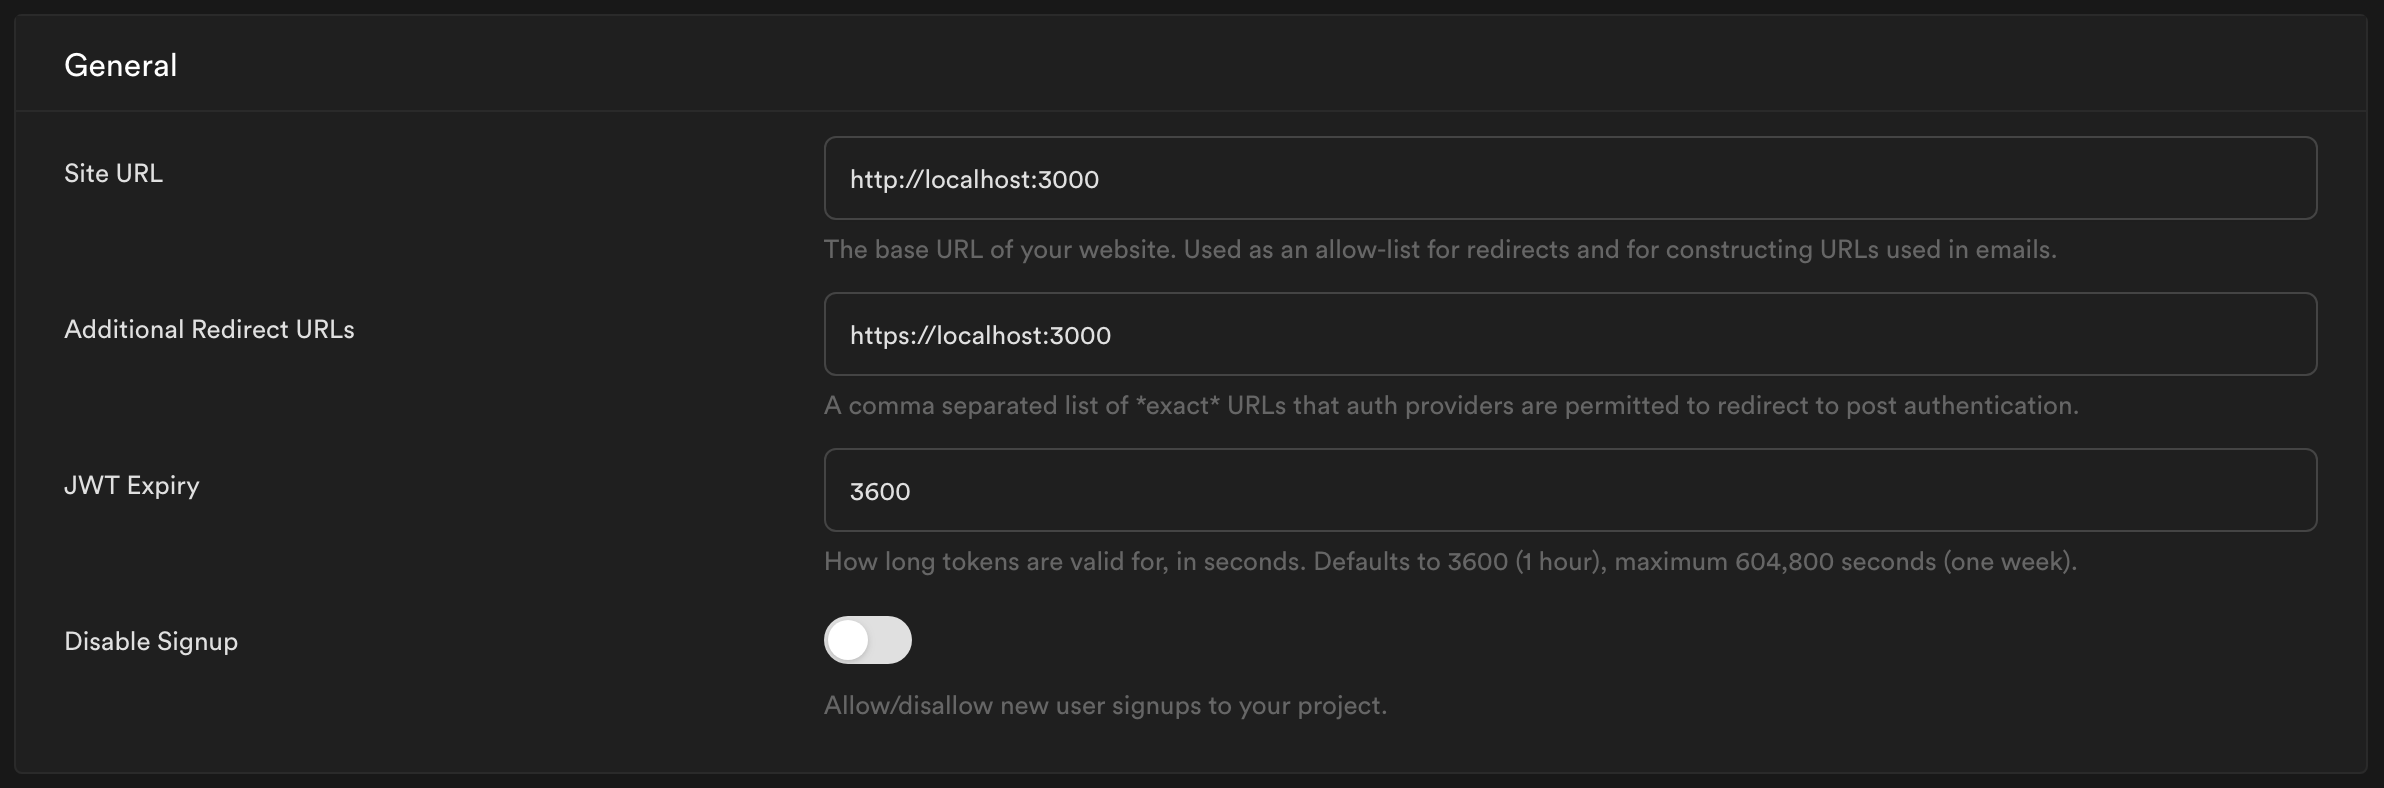 General
Site URL
http://localhost:3000
The base URL of your website. Used as an allow-list for redirects and for constructing URLs used in emails.
Additional Redirect URLs
https://localhost:3000
A comma separated list of *exact* URLs that auth providers are permitted to redirect to post authentication.
JWT Expiry
3600
How long tokens are valid for, in seconds. Defaults to 3600 (1 hour), maximum 604,800 seconds (one week).
Disable Signup
Allow/disallow new user signups to your project.